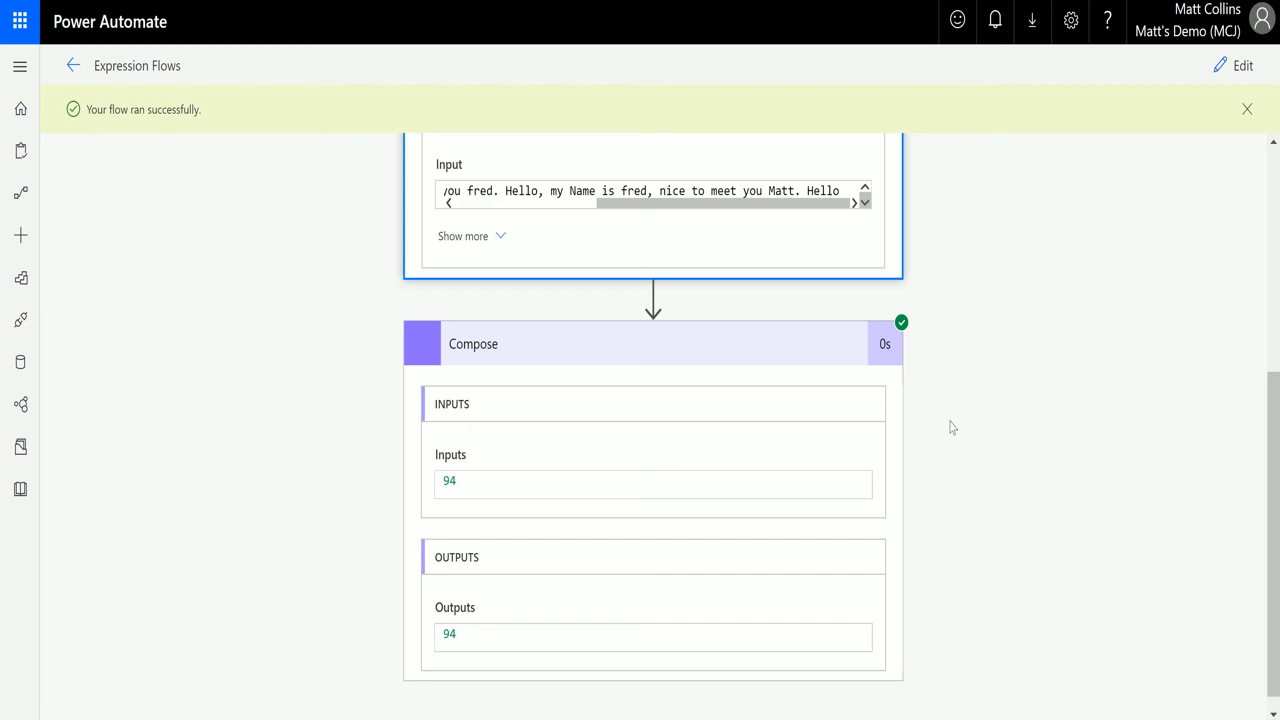 Power Automate
Matt Collins
Matt's Demo (MCJ)
Expression Flows
Edit
Your flow ran successfully.
Input
you fred. Hello, my Name is fred, nice to meet you Matt. Hello
Show more
Compose
0s
INPUTS
Inputs
94
OUTPUTS
Outputs
94